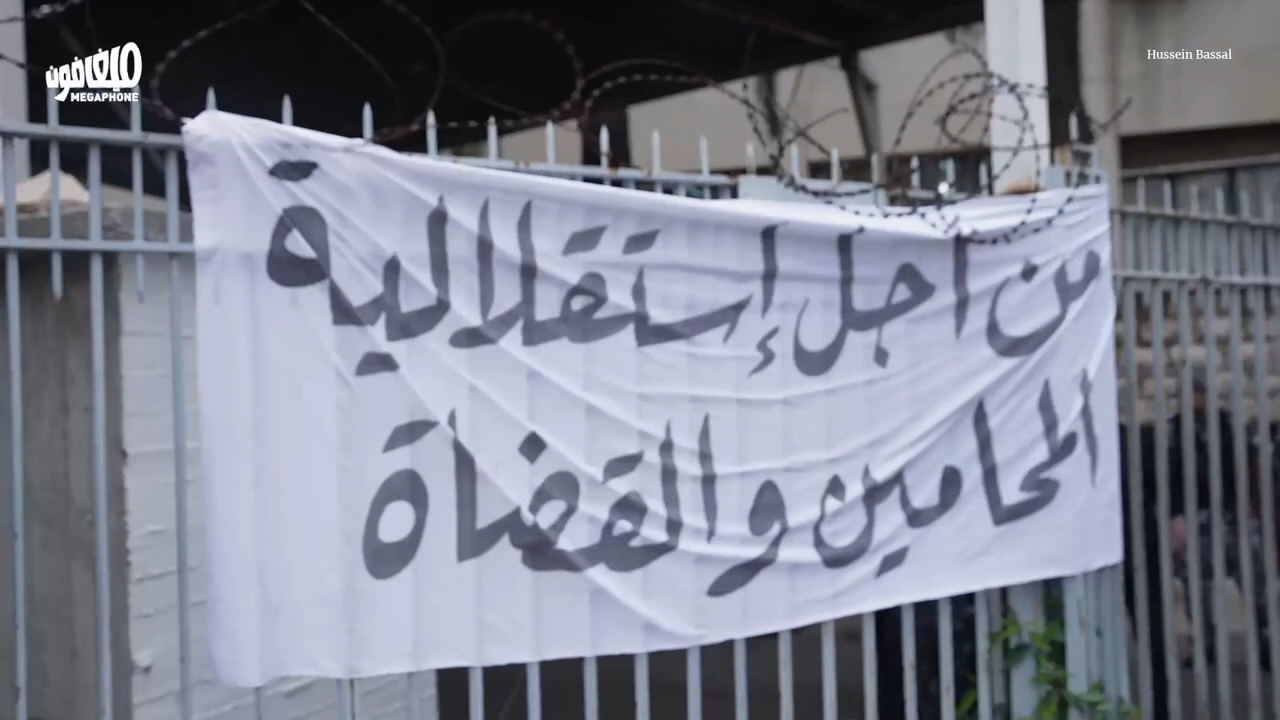 ميغافون
MEGAPHONE
Hussein Bassal
من اجل إستقلالية
المحامين والقضاة